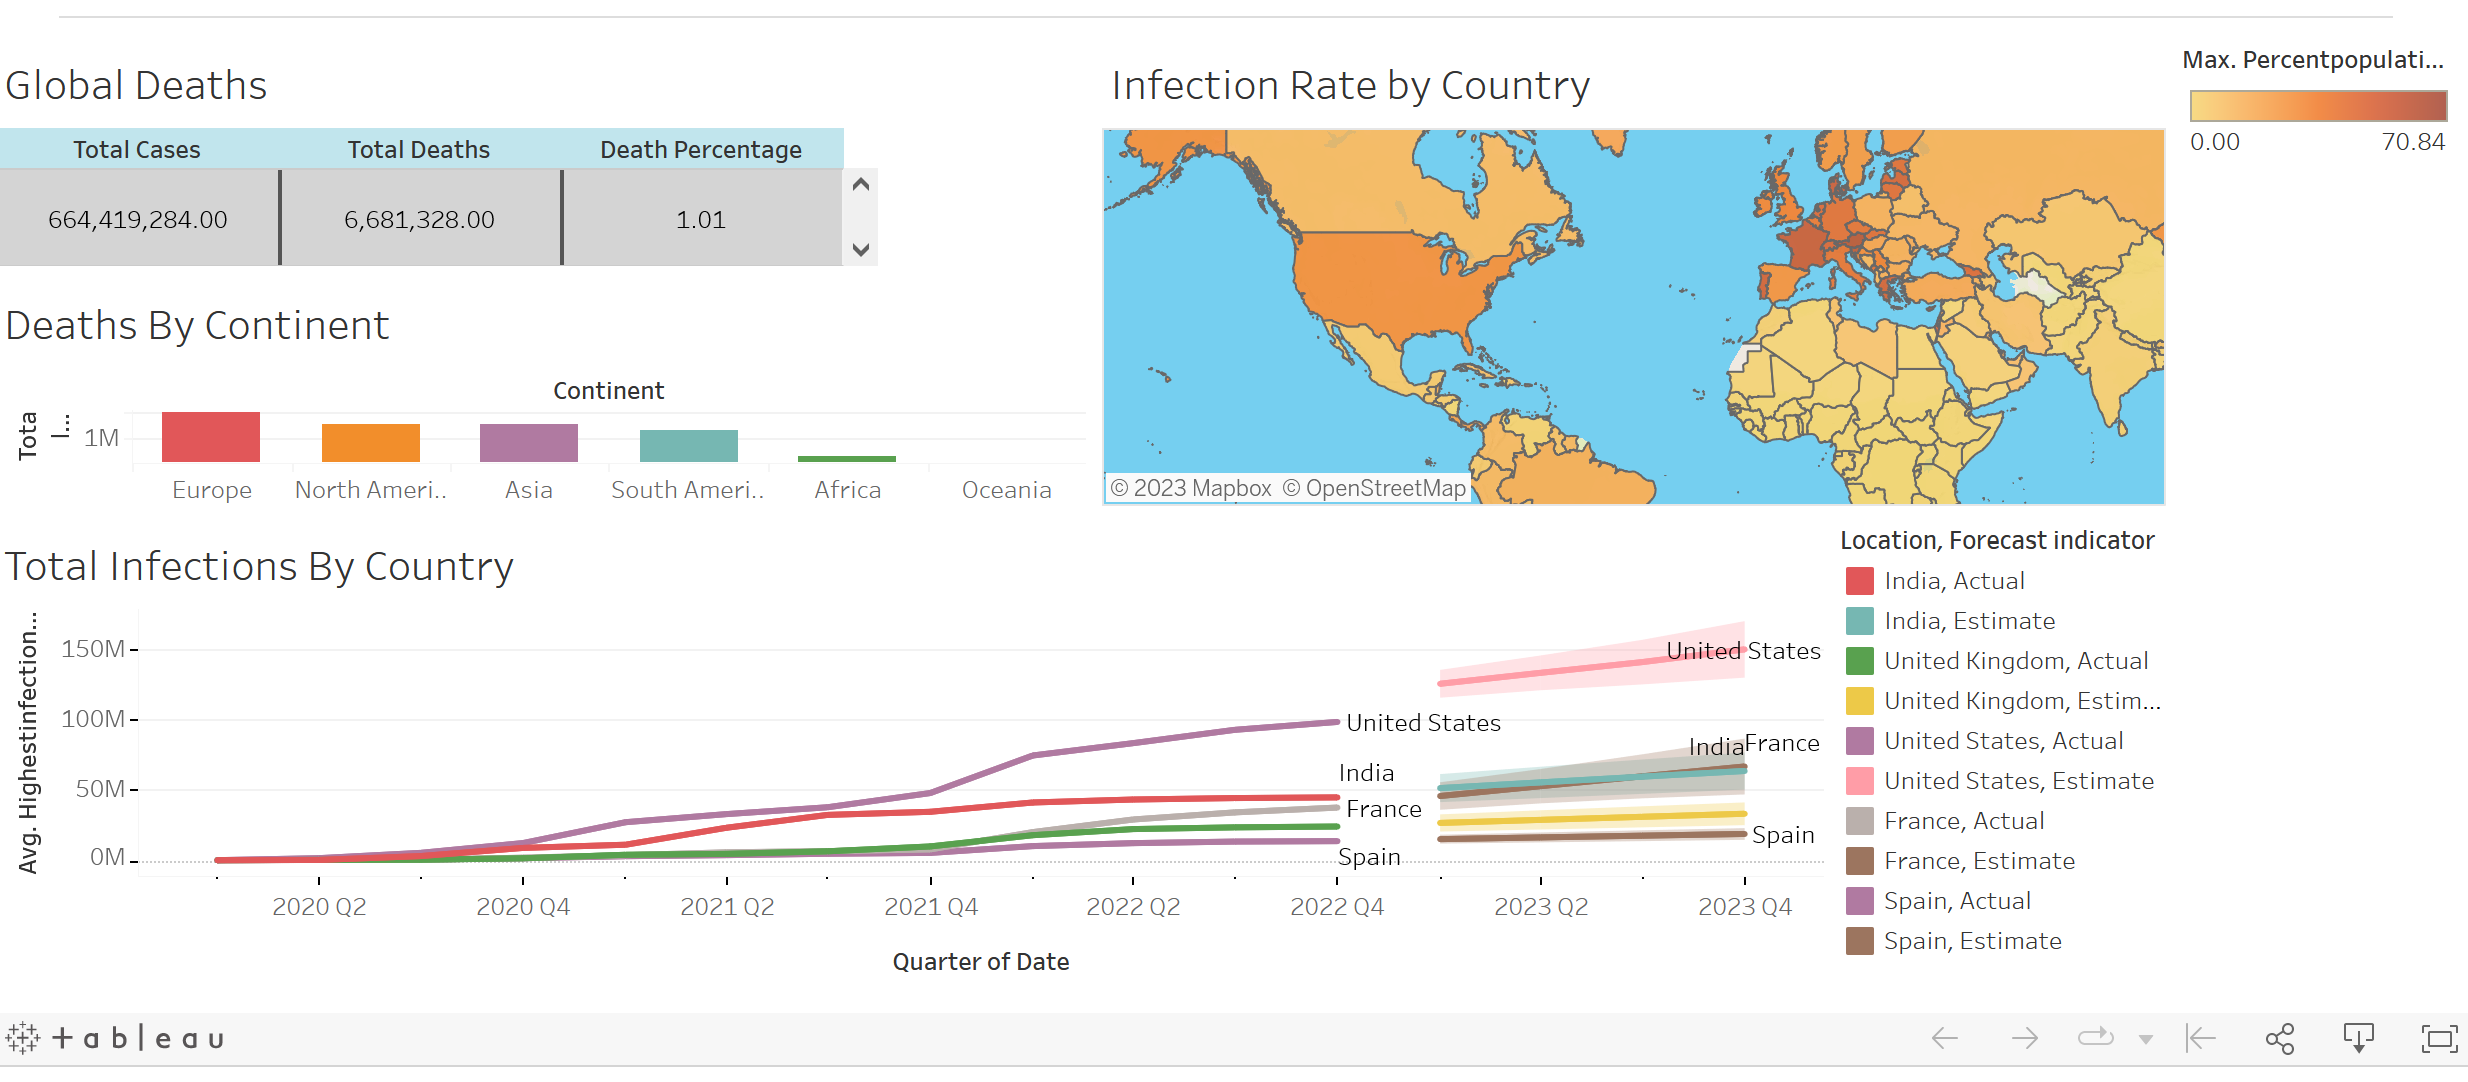 Global Deaths
Total Cases Total Deaths Death Percentage
664,419,284.00 6,681,328.00 1.01
Deaths By Continent
Continent
Tota
l...
1M
Europe North Ameri.. Asia South Ameri.. Africa Oceania
Infection Rate by Country
© 2023 Mapbox © OpenStreetMap
Max. Percentpopulati...
0.00 70.84
Total Infections By Country
Avg. Highestinfection...
150M
100M
50M
0M
United States
United States
India
France
India
France
Spain
Spain
2020 Q2 2020 Q4 2021 Q2 2021 Q4 2022 Q2 2022 Q4 2023 Q2 2023 Q4
Quarter of Date
Location, Forecast indicator
India, Actual
India, Estimate
United Kingdom, Actual
United Kingdom, Estim...
United States, Actual
United States, Estimate
France, Actual
France, Estimate
Spain, Actual
Spain, Estimate
+ableau